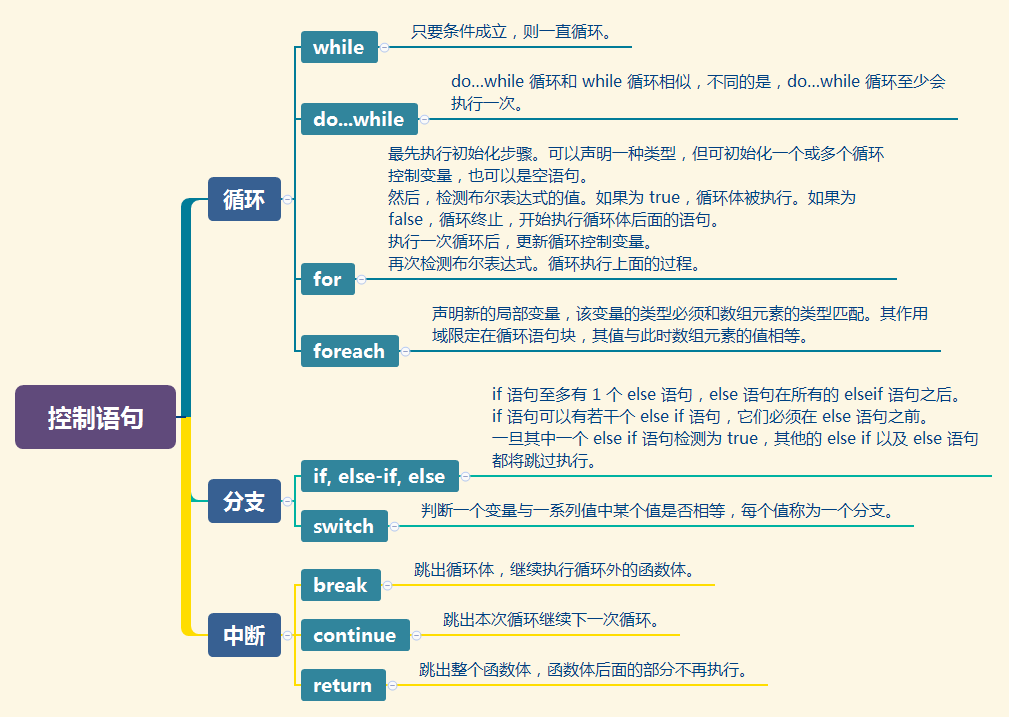 控制语句
循环
while
只要条件成立，则一直循环。
do...while
do...while 循环和 while 循环相似，不同的是，do...while 循环至少会
执行一次。
for
最先执行初始化步骤。可以声明一种类型，但可初始化一个或多个循环
控制变量，也可以是空语句。
然后，检测布尔表达式的值。如果为 true，循环体被执行。如果为
false，循环终止，开始执行循环体后面的语句。
执行一次循环后，更新循环控制变量。
再次检测布尔表达式。循环执行上面的过程。
foreach
声明新的局部变量，该变量的类型必须和数组元素的类型匹配。其作用
域限定在循环语句块，其值与此时数组元素的值相等。
分支
if, else-if, else
if 语句至多有 1 个 else 语句，else 语句在所有的 elseif 语句之后。
if 语句可以有若干个 else if 语句，它们必须在 else 语句之前。
一旦其中一个 else if 语句检测为 true，其他的 else if 以及 else 语句
都将跳过执行。
switch
判断一个变量与一系列值中某个值是否相等，每个值称为一个分支。
中断
break
跳出循环体，继续执行循环外的函数体。
continue
跳出本次循环继续下一次循环。
return
跳出整个函数体，函数体后面的部分不再执行。